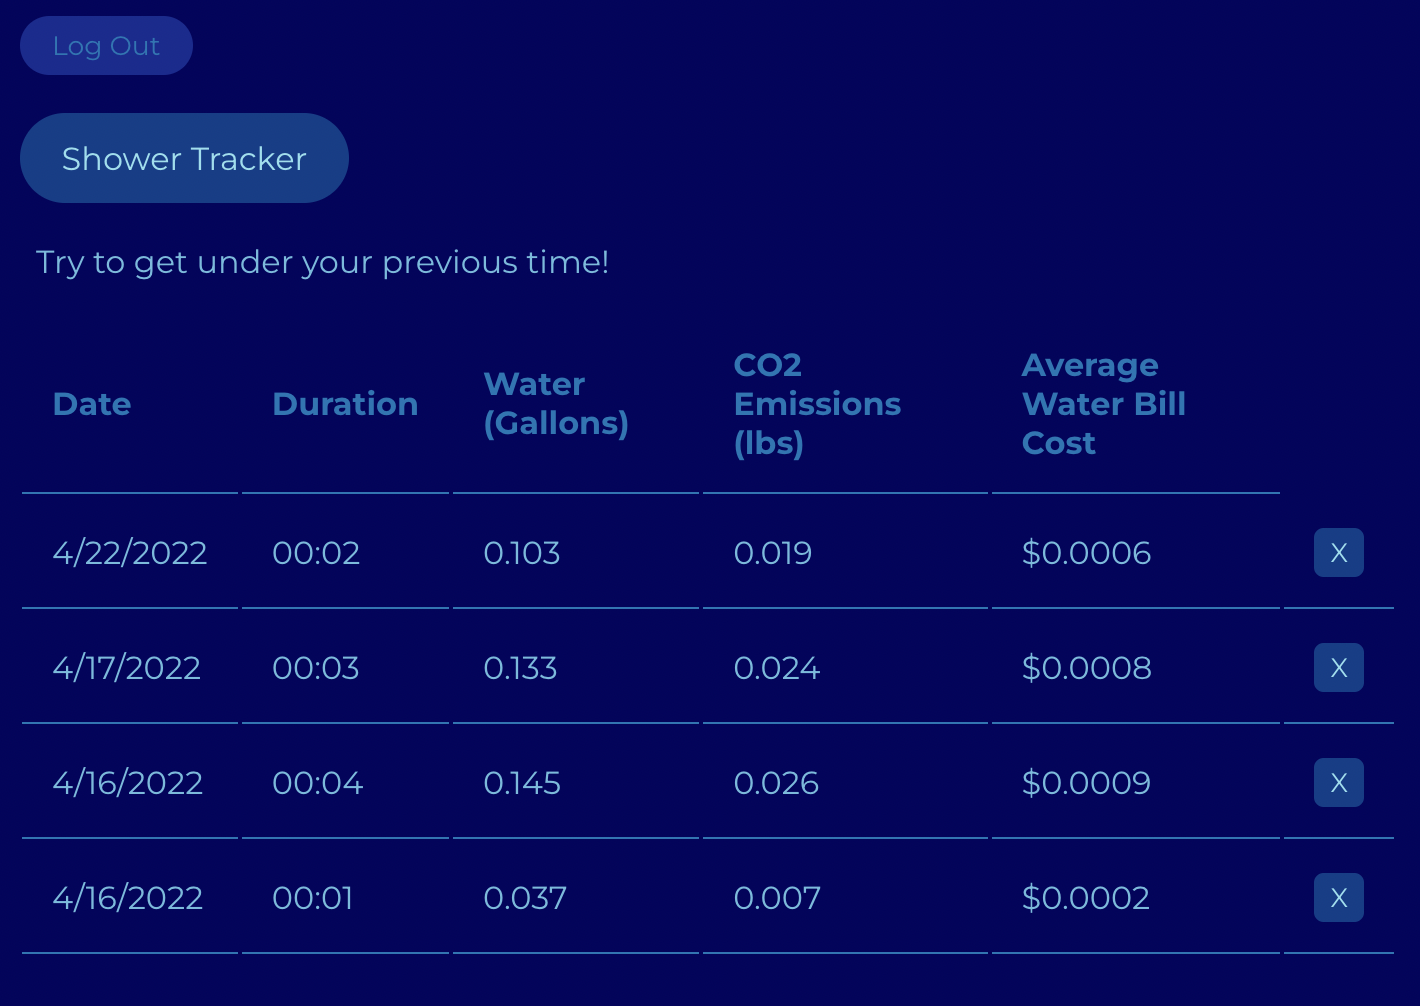 Log Out
Shower Tracker
Try to get under your previous time!
Date Duration Water (Gallons) CO2 Emissions (lbs) Average Water Bill Cost
4/22/2022 00:02 0.103 0.019 $0.0006 X
4/17/2022 00:03 0.133 0.024 $0.0008 X
4/16/2022 00:04 0.145 0.026 $0.0009 X
4/16/2022 00:01 0.037 0.007 $0.0002 X